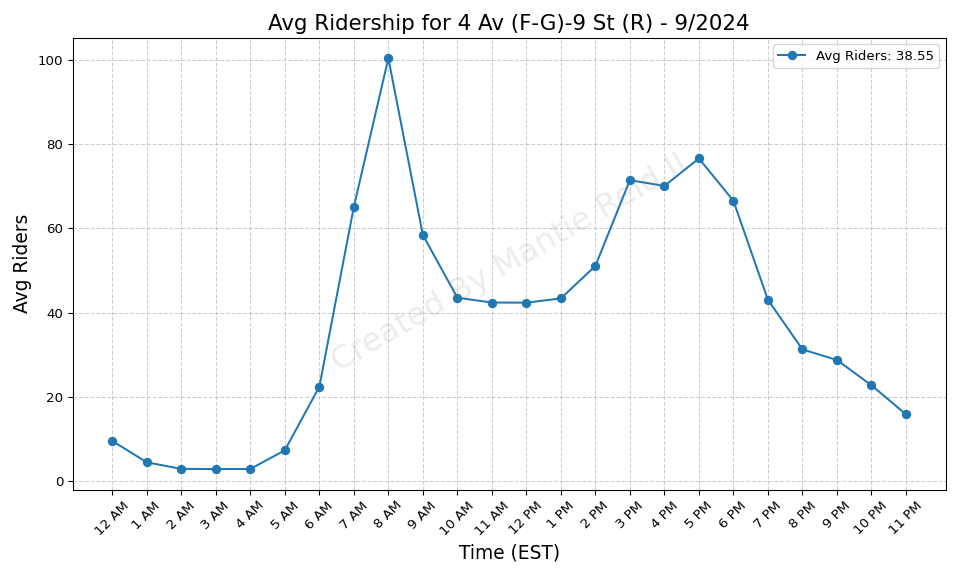 Avg Ridership for 4 Av (F-G)-9 St (R) - 9/2024
Avg Riders: 38.55
Avg Riders
100
80
60
40
20
0
Created By Mantle Reid II
12 AM
1 AM
2 AM
3 AM
4 AM
5 AM
6 AM
7 AM
8 AM
9 AM
10 AM
11 AM
12 PM
1 PM
2 PM
3 PM
4 PM
5 PM
6 PM
7 PM
8 PM
9 PM
10 PM
11 PM
Time (EST)